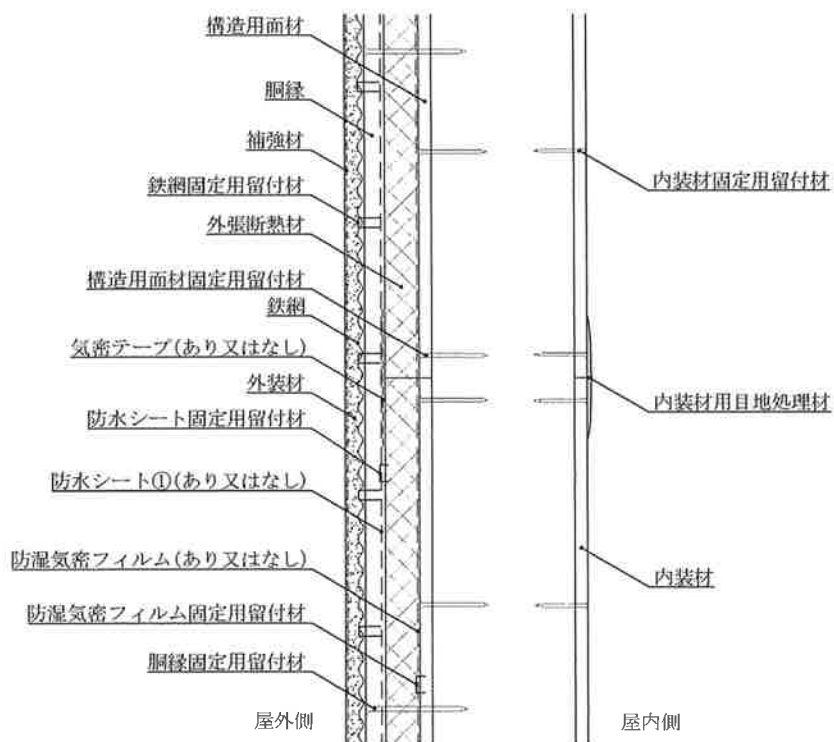 構造用面材
胴縁
補強材
鉄網固定用留付材
外張断熱材
構造用面材固定用留付材
鉄網
気密テープ(あり又はなし)
外装材
防水シート固定用留付材
防水シート①(あり又はなし)
防湿気密フィルム(あり又はなし)
防湿気密フィルム固定用留付材
胴縁固定用留付材
屋外側
内装材固定用留付材
内装材用目地処理材
内装材
屋内側